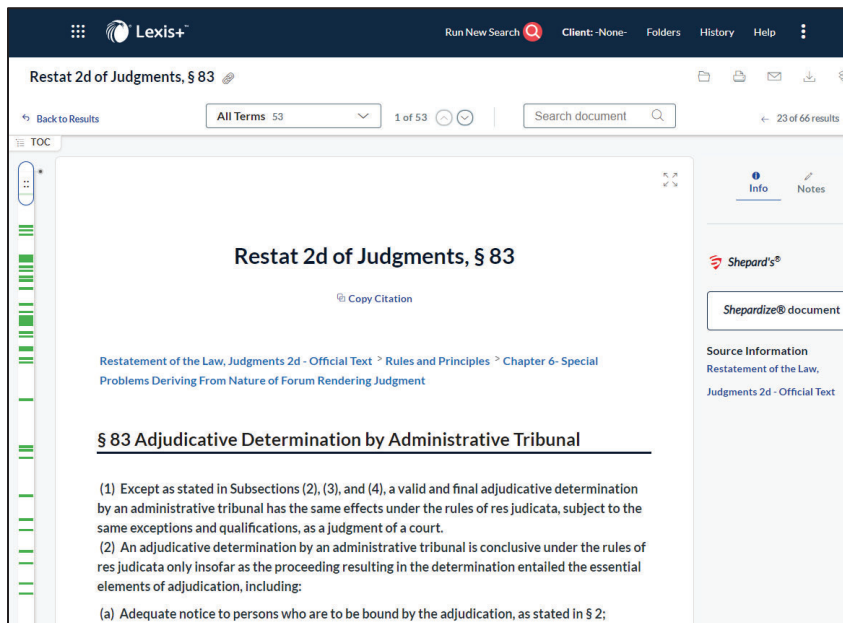 Lexis+™
Run New Search
Client: -None-
Folders
History
Help
Restat 2d of Judgments, § 83
Back to Results
All Terms 53
1 of 53
Search document
← 23 of 66 results
TOC
Info
Notes
Restat 2d of Judgments, § 83
Copy Citation
Shepard's®
Shepardize® document
Restatement of the Law, Judgments 2d - Official Text > Rules and Principles > Chapter 6- Special
Problems Deriving From Nature of Forum Rendering Judgment
Source Information
Restatement of the Law,
Judgments 2d - Official Text
§ 83 Adjudicative Determination by Administrative Tribunal
(1) Except as stated in Subsections (2), (3), and (4), a valid and final adjudicative determination
by an administrative tribunal has the same effects under the rules of res judicata, subject to the
same exceptions and qualifications, as a judgment of a court.
(2) An adjudicative determination by an administrative tribunal is conclusive under the rules of
res judicata only insofar as the proceeding resulting in the determination entailed the essential
elements of adjudication, including:
(a) Adequate notice to persons who are to be bound by the adjudication, as stated in § 2;